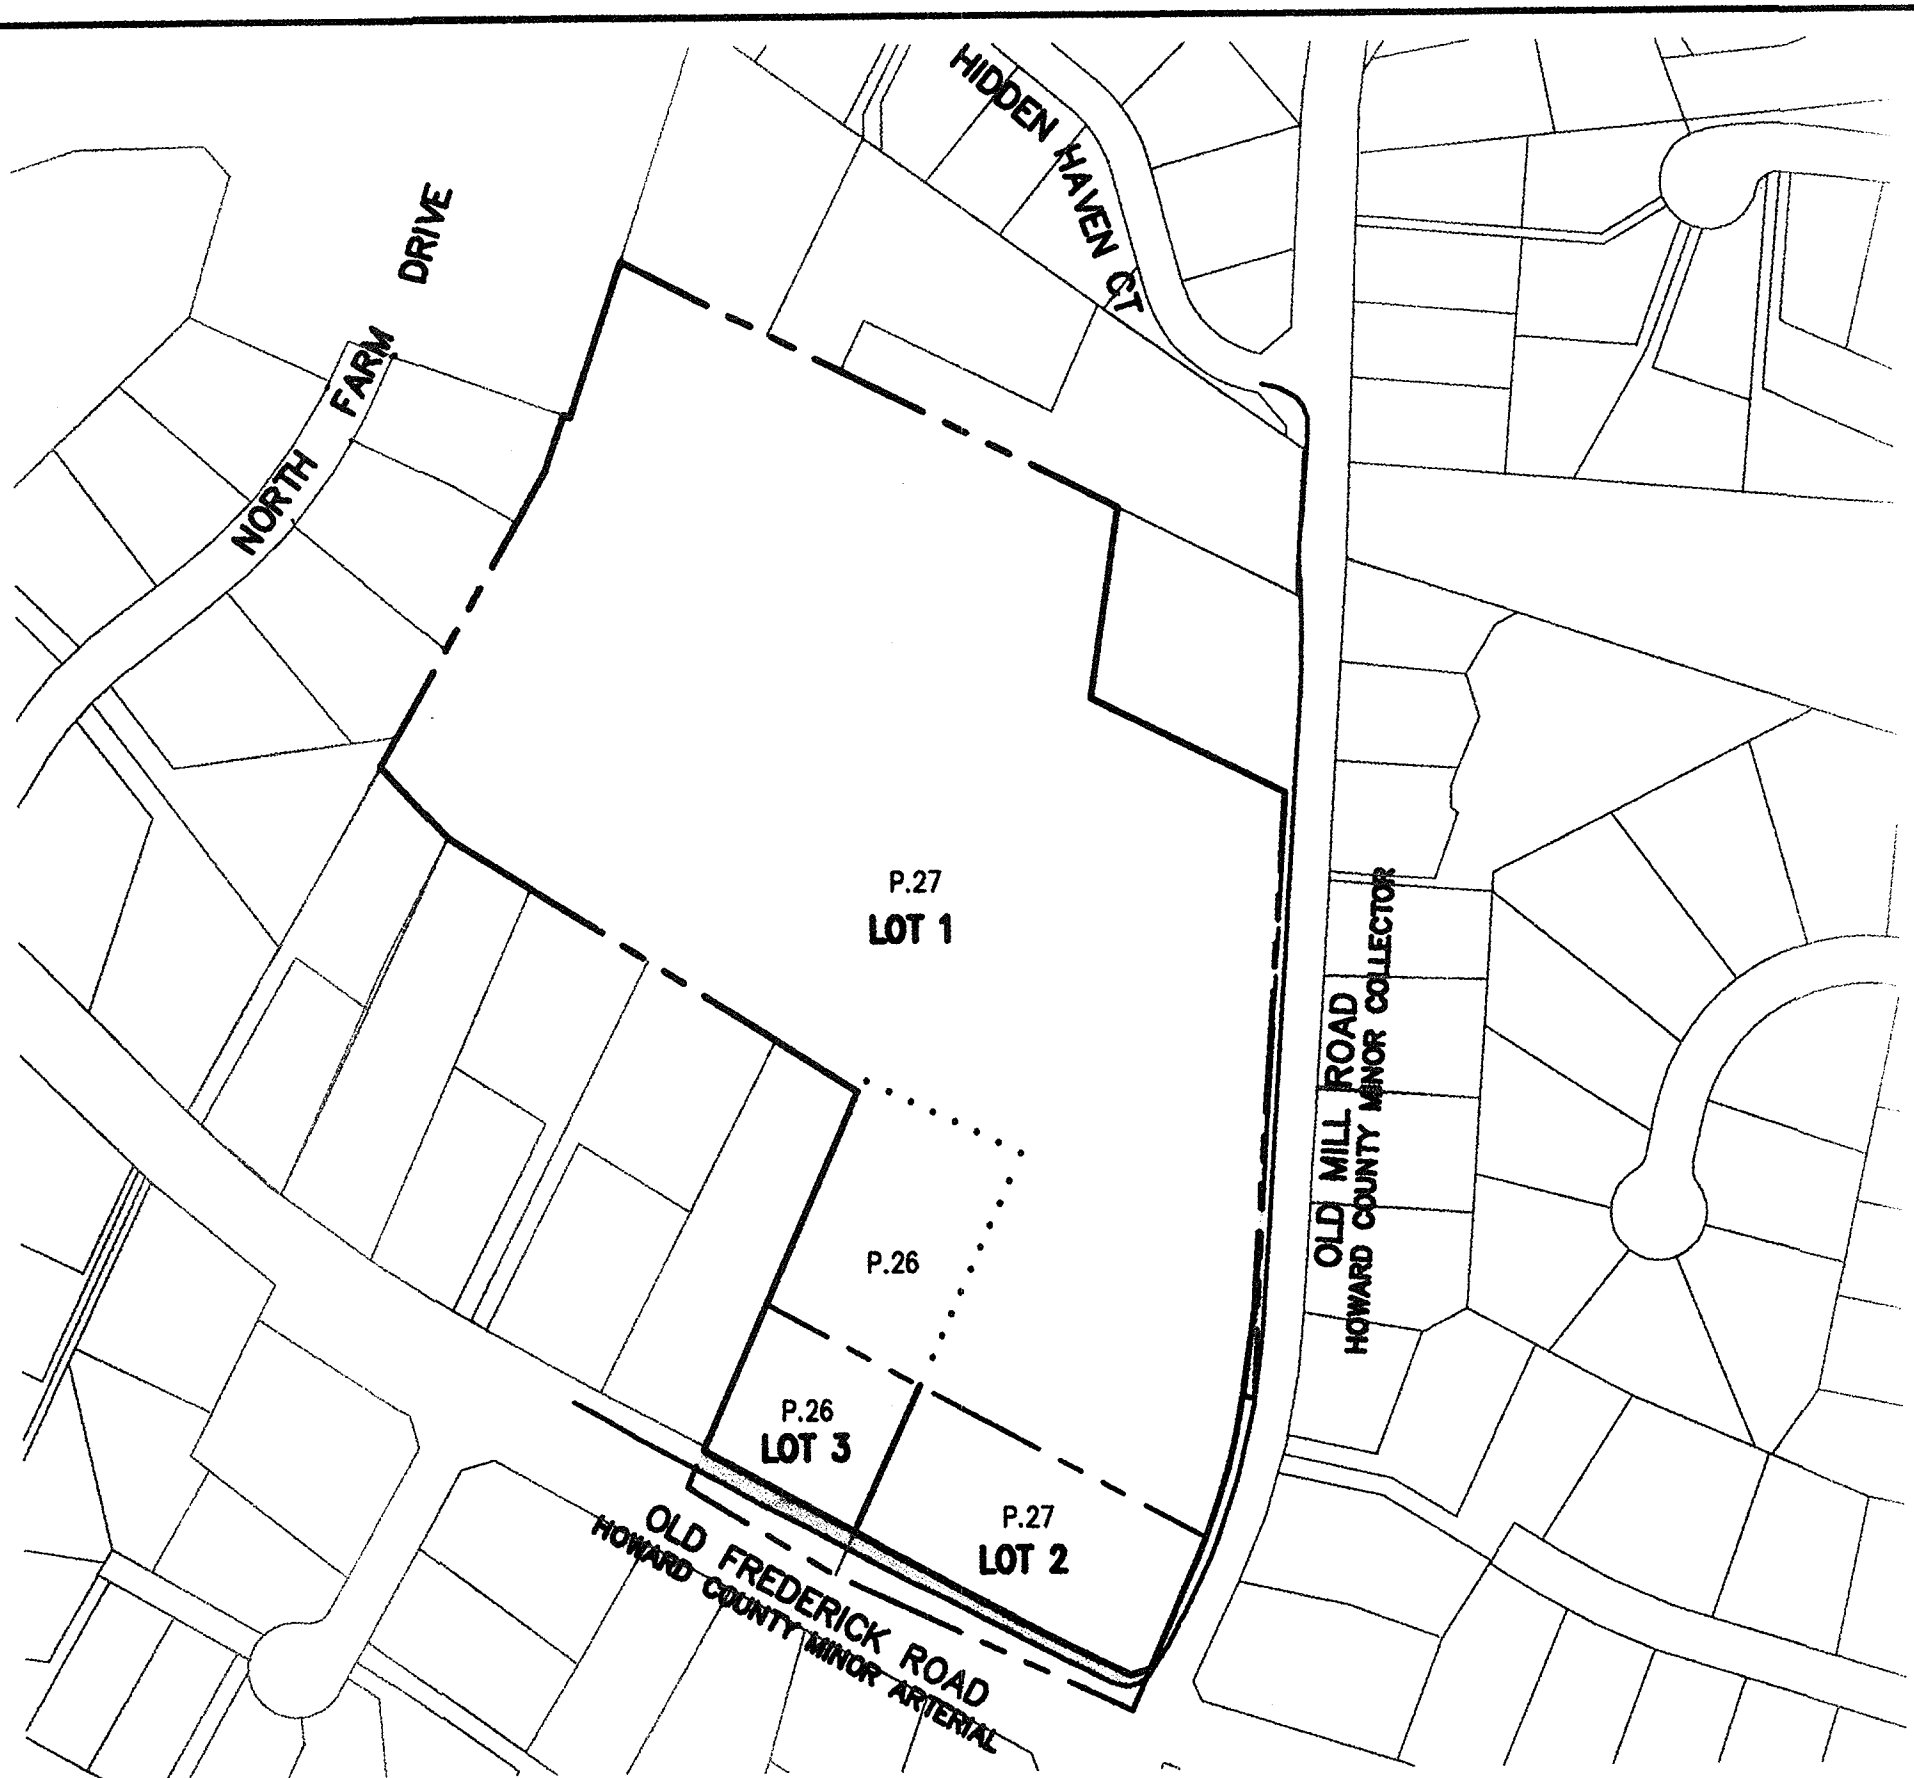 HIDDEN HAVEN CT
NORTH FARM DRIVE
P.27
LOT 1
OLD MILL ROAD
HOWARD COUNTY MINOR COLLECTOR
P.26
P.26
LOT 3
P.27
LOT 2
OLD FREDERICK ROAD
HOWARD COUNTY MINOR ARTERIAL